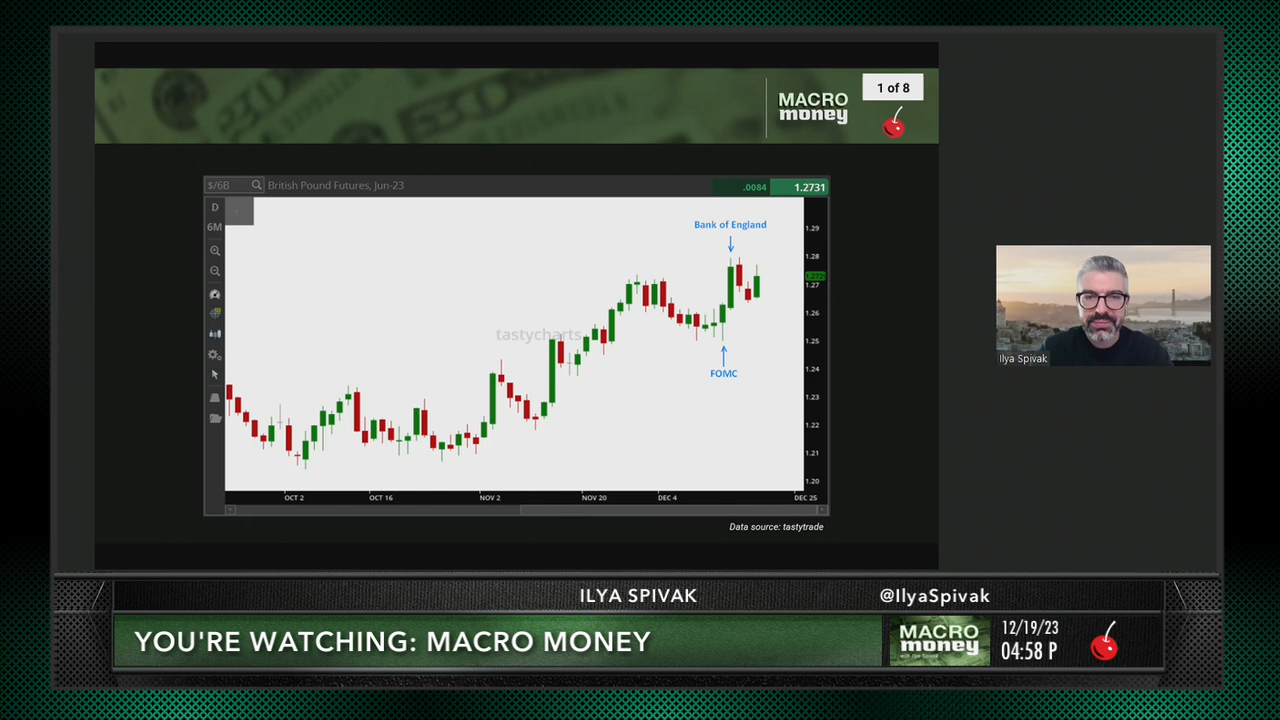 1 of 8
MACRO
money
$/6B
British Pound Futures, Jun-23
.0084
1.2731
D
6M
Bank of England
1.29
1.28
1.27
1.26
tastycharts
1.25
FOMC
1.24
1.23
1.22
1.21
1.20
OCT 2
OCT 16
NOV 2
NOV 20
DEC 4
DEC 25
Data source: tastytrade
Ilya Spivak
ILYA SPIVAK
@IlyaSpivak
YOU'RE WATCHING: MACRO MONEY
MACRO
money
with Ilya Spivak
12/19/23
04:58 P